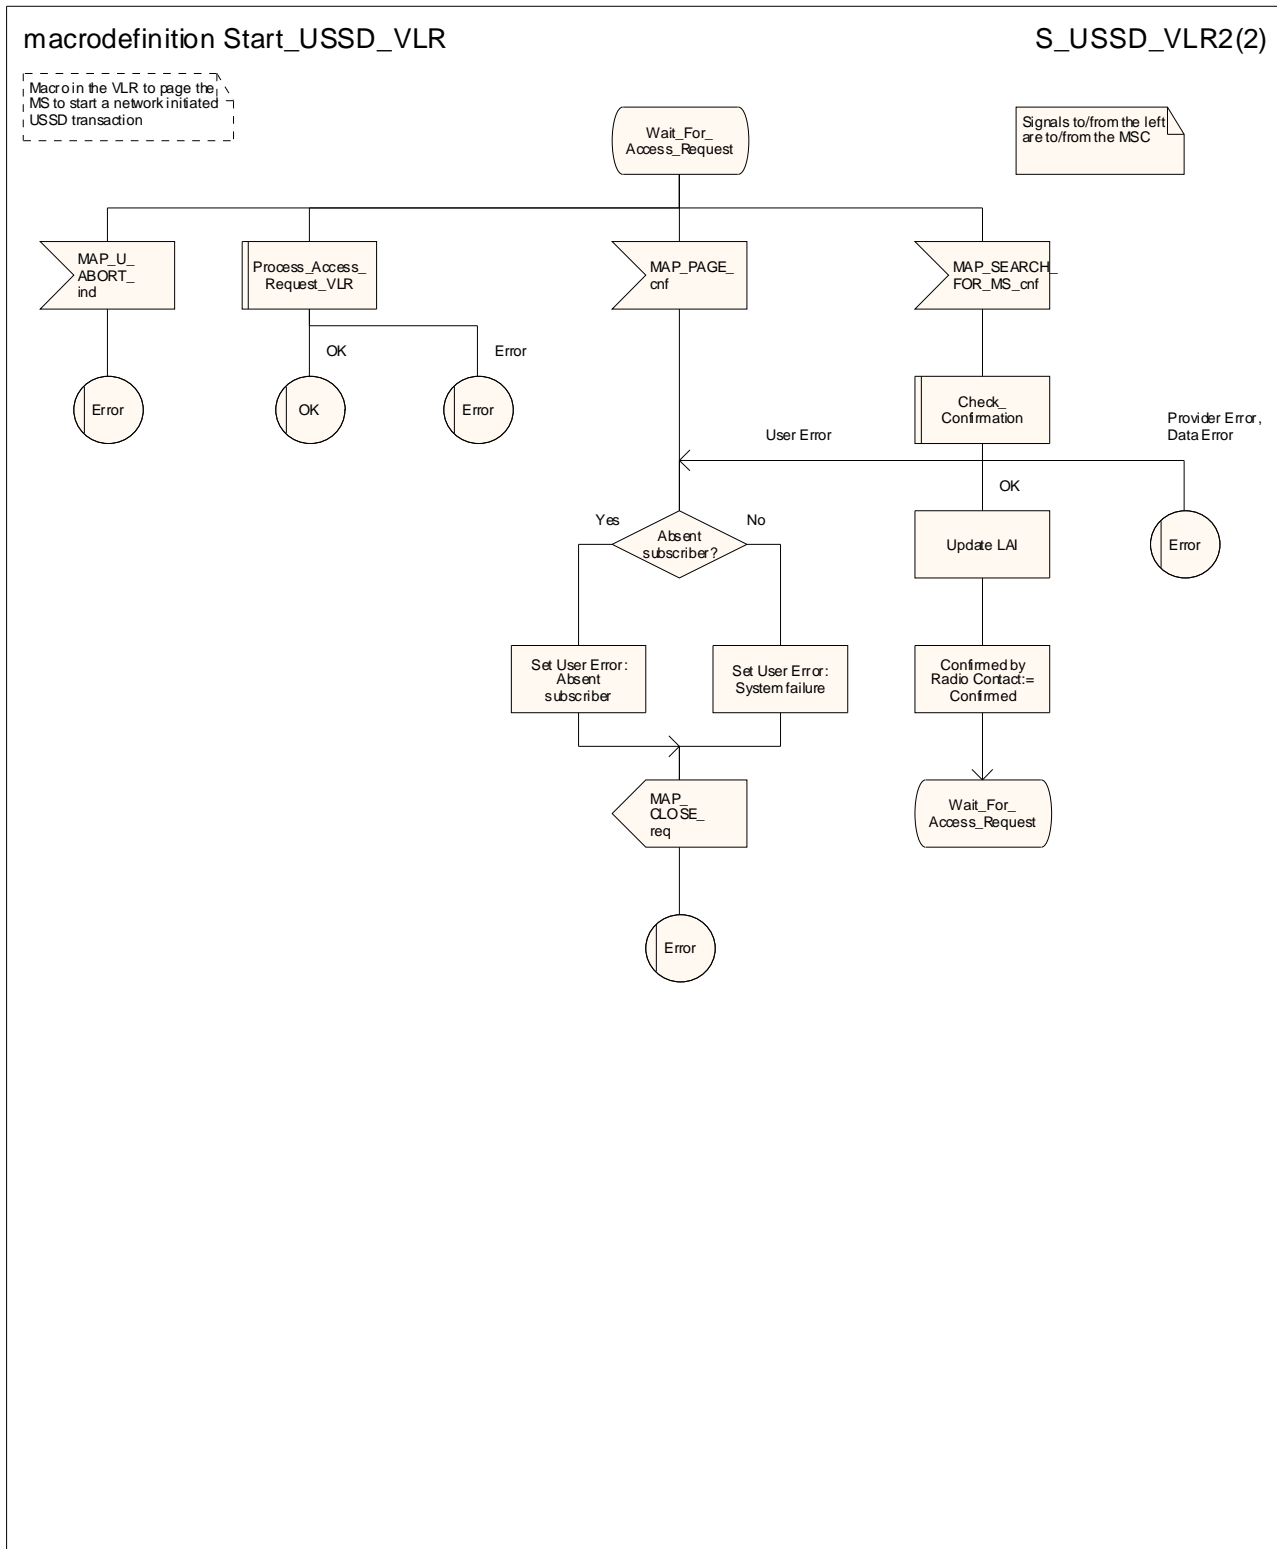 macrodefinition Start_USSD_VLR
S_USSD_VLR2(2)
Macro in the VLR to page the
MS to start a network initiated
USSD transaction
Wait_For_
Access_Request
Signals to/from the left
are to/from the MSC
MAP_U_
ABORT_
ind
Process_Access_
Request_VLR
MAP_PAGE_
cnf
MAP_SEARCH_
FOR_MS_cnf
OK
Error
Error
OK
Error
Check_
Confirmation
User Error
Provider Error,
Data Error
OK
Yes
No
Absent
subscriber?
Update LAI
Error
Set User Error:
Absent
subscriber
Set User Error:
System failure
Confirmed by
Radio Contact:=
Confirmed
MAP_
CLOSE_
req
Wait_For_
Access_Request
Error